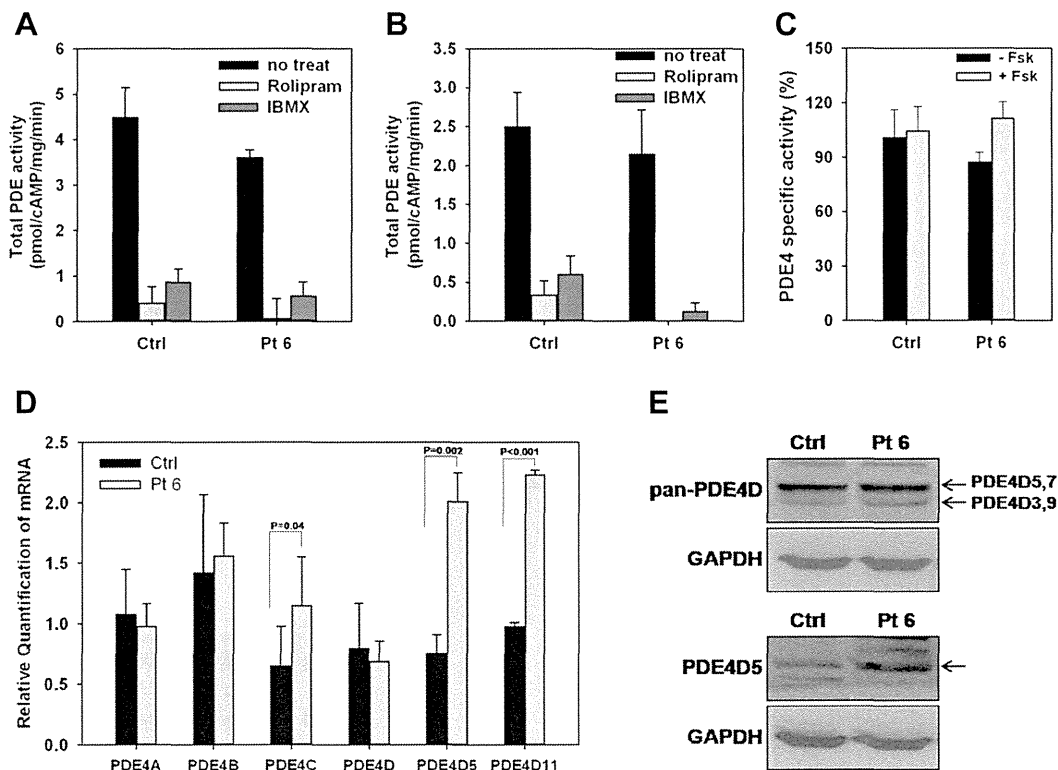 A
Total PDE activity
(pmol/cAMP/mg/min)
6
5
4
3
2
1
0
no treat
Rolipram
IBMX
Ctrl
Pt 6
B
Total PDE activity
(pmol/cAMP/mg/min)
3.0
2.5
2.0
1.5
1.0
0.5
0.0
no treat
Rolipram
IBMX
Ctrl
Pt 6
C
PDE4 specific activity (%)
150
120
90
60
30
0
- Fsk
+ Fsk
Ctrl
Pt 6
D
Relative Quantification of mRNA
2.5
2.0
1.5
1.0
0.5
0.0
Ctrl
Pt 6
P=0.04
P=0.002
P<0.001
PDE4A
PDE4B
PDE4C
PDE4D
PDE4D5
PDE4D11
E
Ctrl
Pt 6
pan-PDE4D
PDE4D5,7
PDE4D3,9
GAPDH
Ctrl
Pt 6
PDE4D5
GAPDH